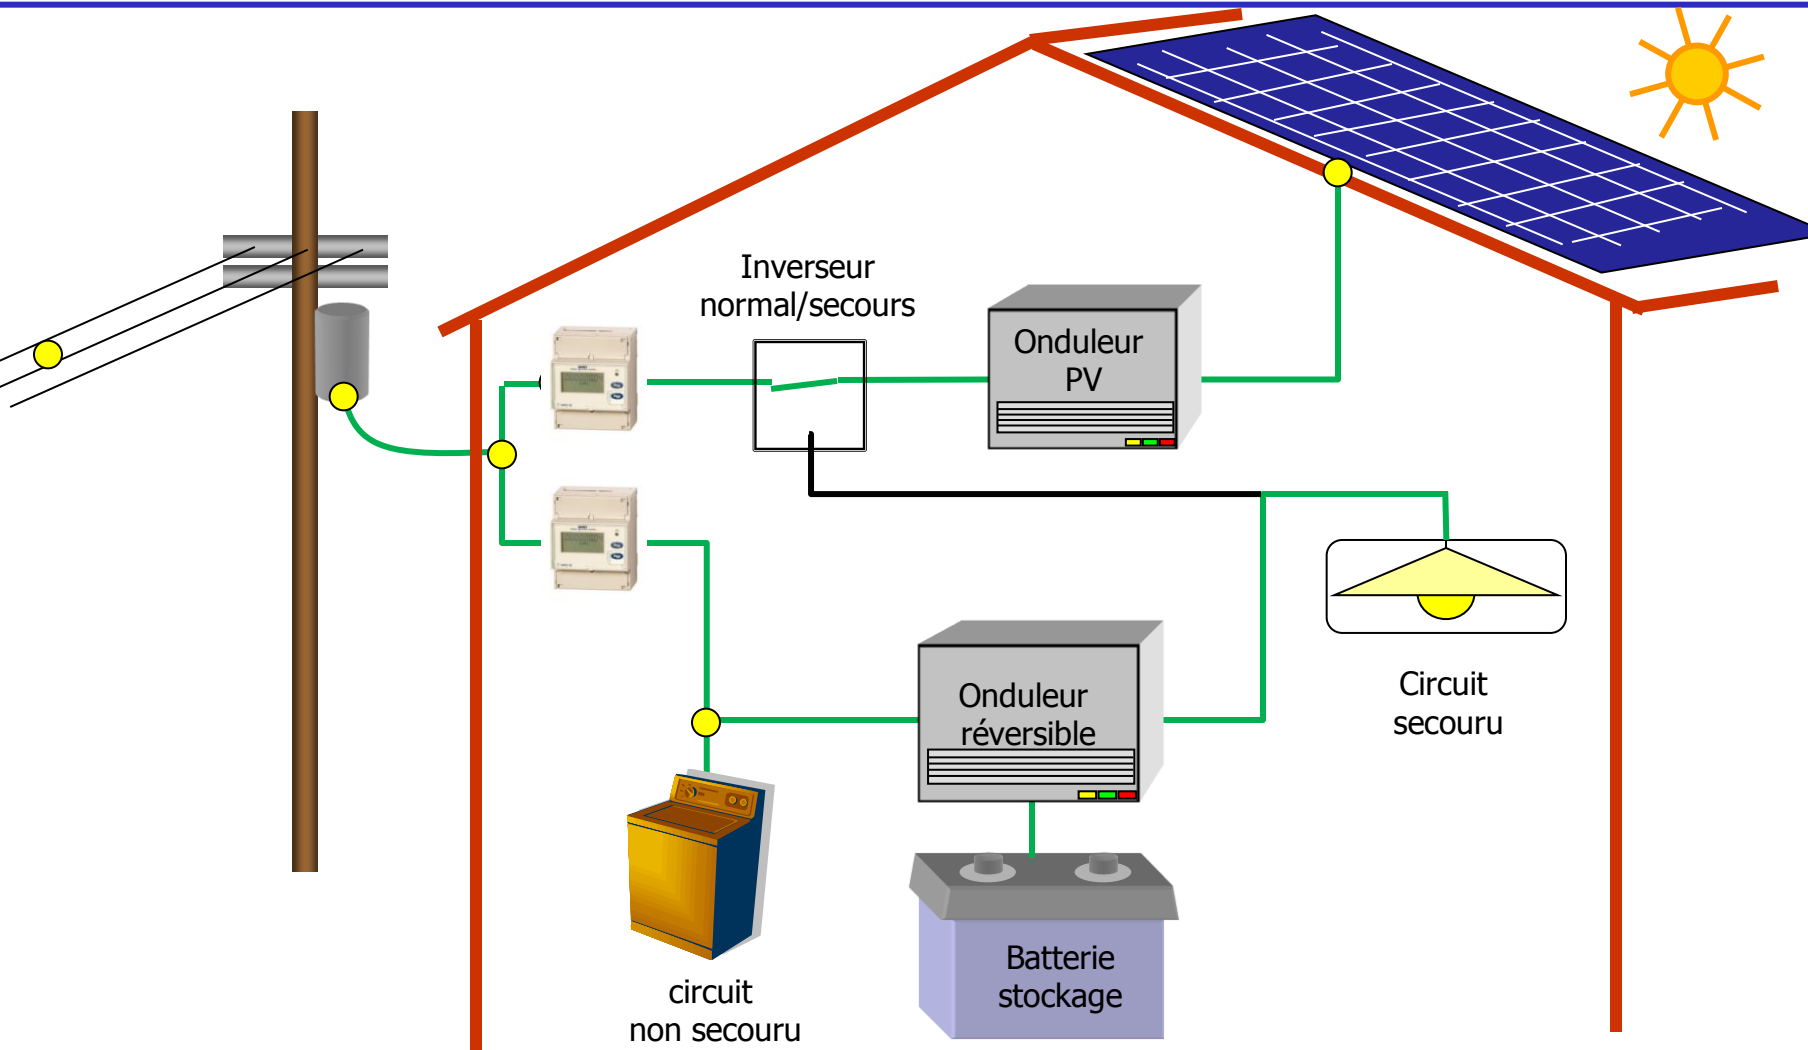 Inverseur
normal/secours
Onduleur
PV
Onduleur
réversible
Circuit
secouru
Batterie
stockage
circuit
non secouru